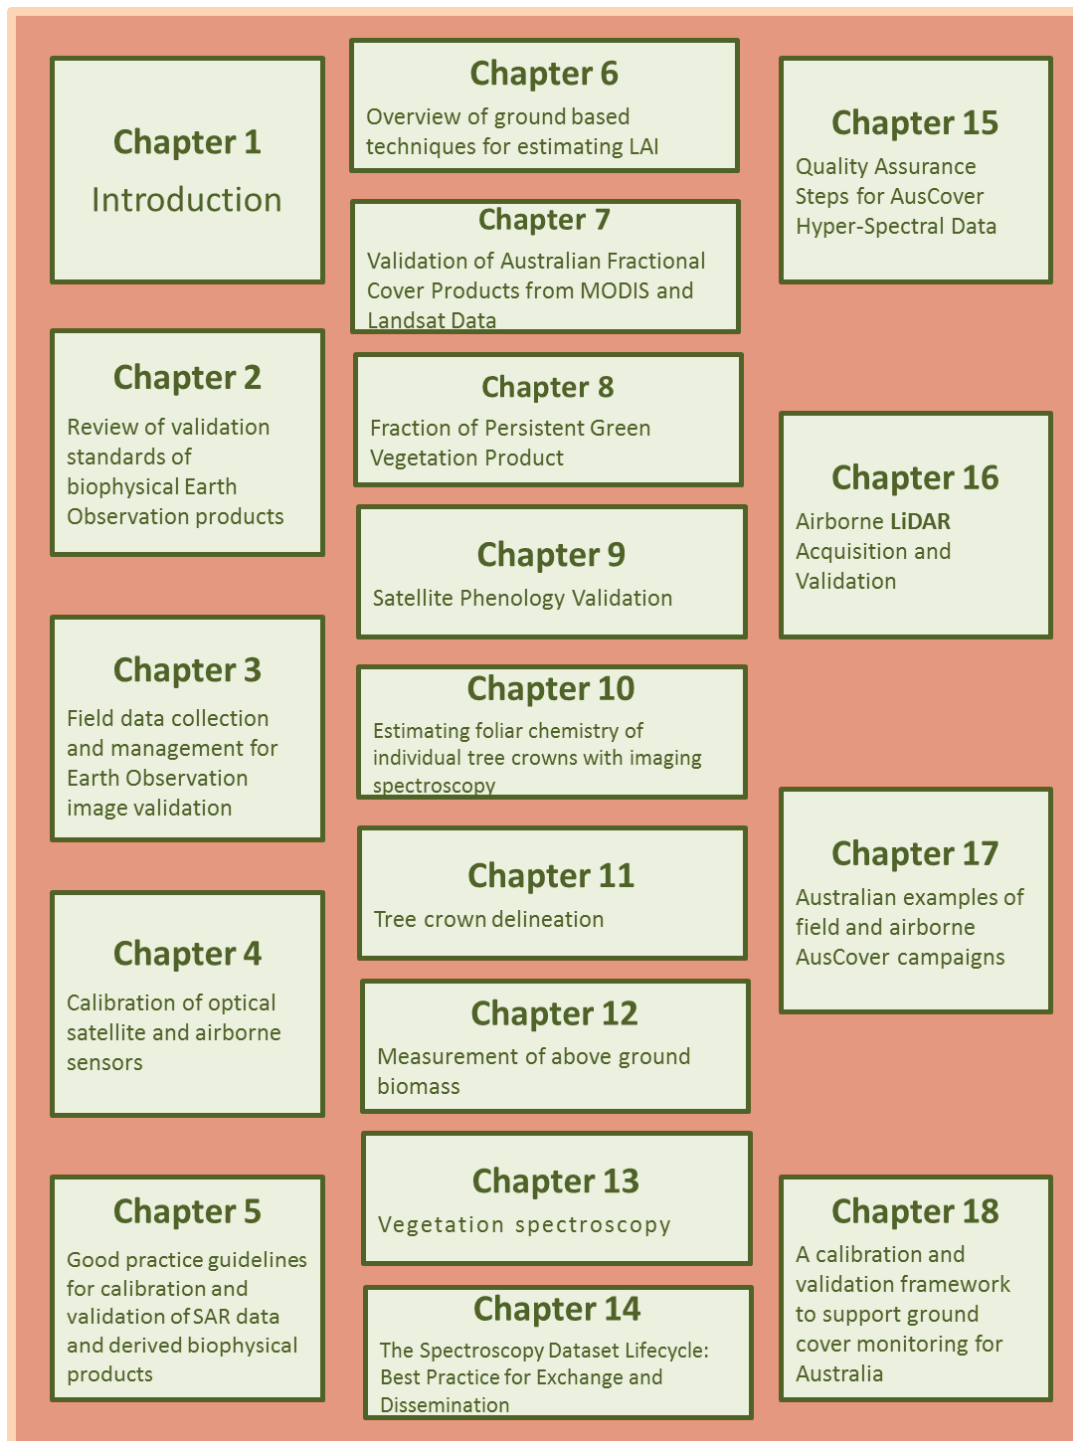 Chapter 1
Introduction
Chapter 2
Review of validation
standards of
biophysical Earth
Observation products
Chapter 3
Field data collection
and management for
Earth Observation
image validation
Chapter 4
Calibration of optical
satellite and airborne
sensors
Chapter 5
Good practice guidelines
for calibration and
validation of SAR data
and derived biophysical
products
Chapter 6
Overview of ground based
techniques for estimating LAI
Chapter 7
Validation of Australian Fractional
Cover Products from MODIS and
Landsat Data
Chapter 8
Fraction of Persistent Green
Vegetation Product
Chapter 9
Satellite Phenology Validation
Chapter 10
Estimating foliar chemistry of
individual tree crowns with imaging
spectroscopy
Chapter 11
Tree crown delineation
Chapter 12
Measurement of above ground
biomass
Chapter 13
Vegetation spectroscopy
Chapter 14
The Spectroscopy Dataset Lifecycle:
Best Practice for Exchange and
Dissemination
Chapter 15
Quality Assurance
Steps for AusCover
Hyper-Spectral Data
Chapter 16
Airborne LiDAR
Acquisition and
Validation
Chapter 17
Australian examples of
field and airborne
AusCover campaigns
Chapter 18
A calibration and
validation framework
to support ground
cover monitoring for
Australia